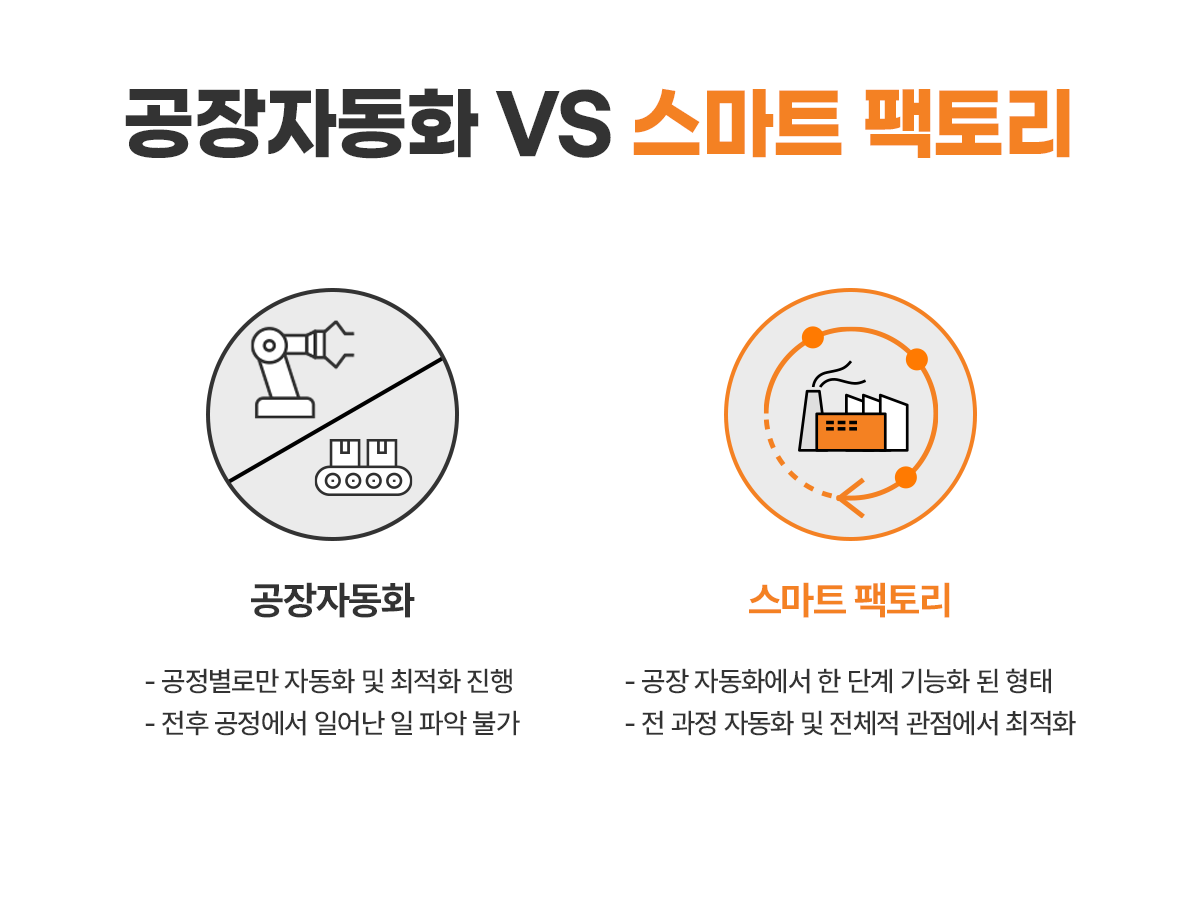 공장자동화 VS 스마트 팩토리
공장자동화
- 공정별로만 자동화 및 최적화 진행
- 전후 공정에서 일어난 일 파악 불가
스마트 팩토리
- 공장 자동화에서 한 단계 기능화 된 형태
- 전 과정 자동화 및 전체적 관점에서 최적화